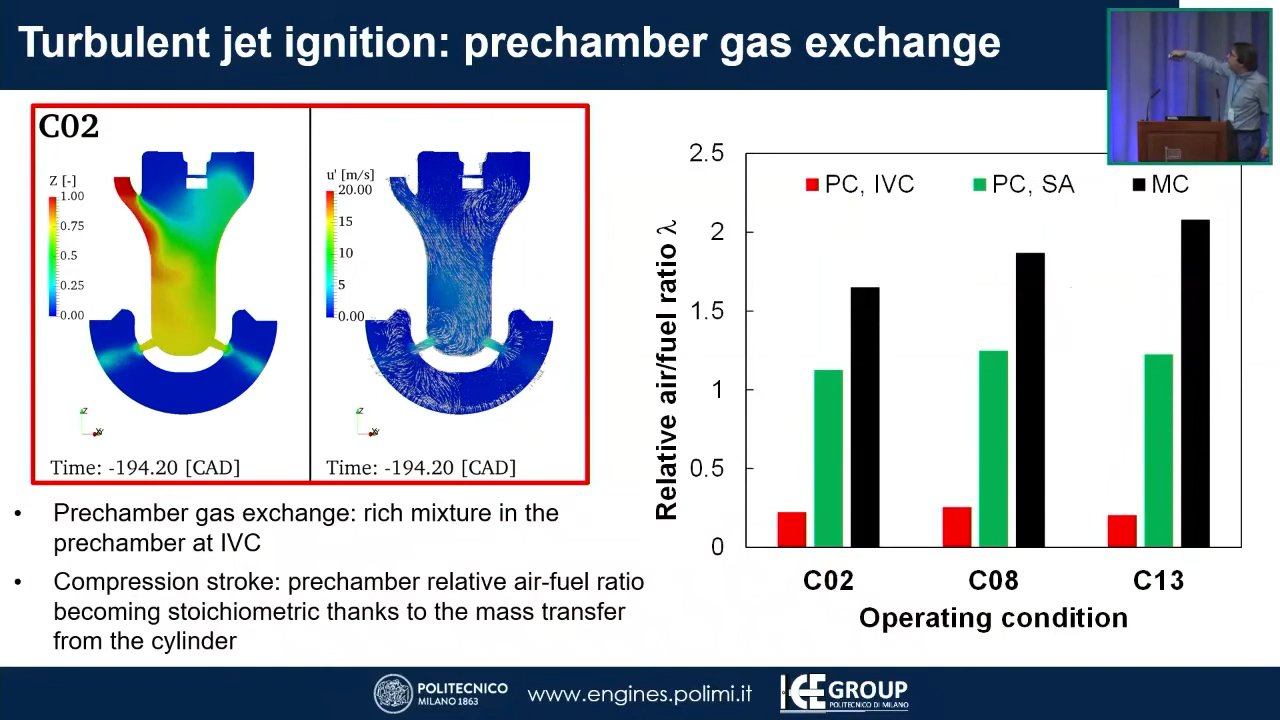 Turbulent jet ignition: prechamber gas exchange
C02
Z [-]
1.00
0.75
0.5
0.25
0.00
Z
Time: -194.20 [CAD]
u' [m/s]
20.00
15
10
5
0.00
Z
Time: -194.20 [CAD]
• Prechamber gas exchange: rich mixture in the
prechamber at IVC
• Compression stroke: prechamber relative air-fuel ratio
becoming stoichiometric thanks to the mass transfer
from the cylinder
Relative air/fuel ratio λ
2.5
2
1.5
1
0.5
0
PC, IVC
PC, SA
MC
C02
C08
C13
Operating condition
POLITECNICO
MILANO 1863
www.engines.polimi.it
ICE GROUP
POLITECNICO DI MILANO